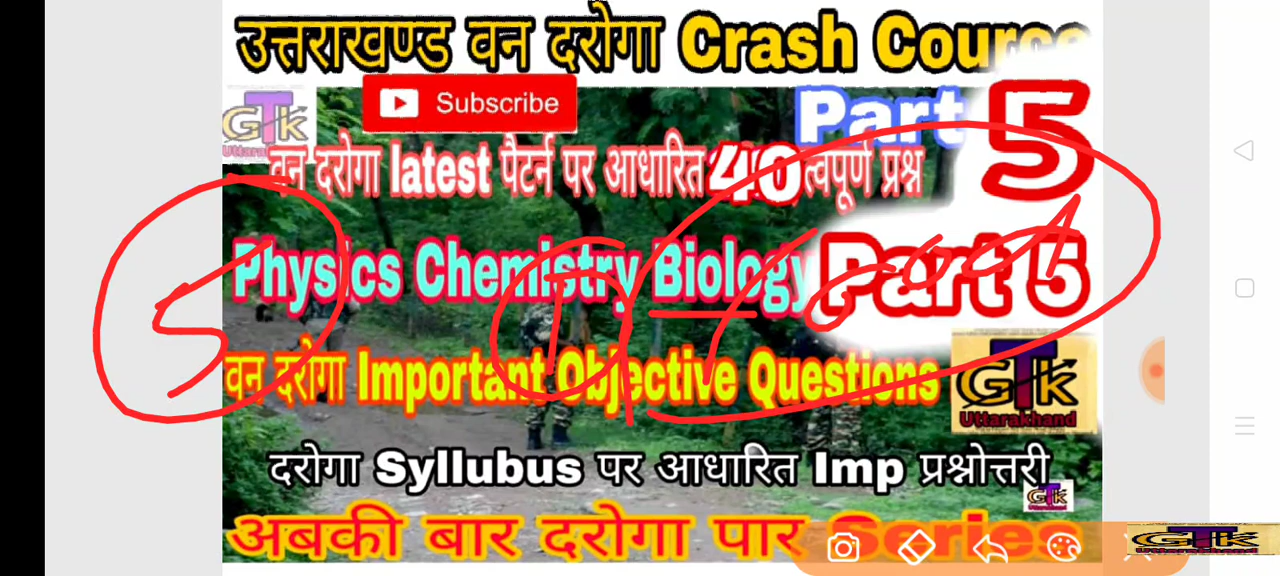 उत्तराखण्ड वन दरोगा Crash Cource
Part 5
Subscribe
GTK
वन दरोगा latest पैटर्न पर आधारित 40 त्वपूर्ण प्रश्न
Physics Chemistry Biology Part 5
वन दरोगा Important Objective Questions
GTK
Uttarakhand
दरोगा Syllubus पर आधारित Imp प्रश्नोत्तरी
GTK
अबकी बार दरोगा पार Series
GTK